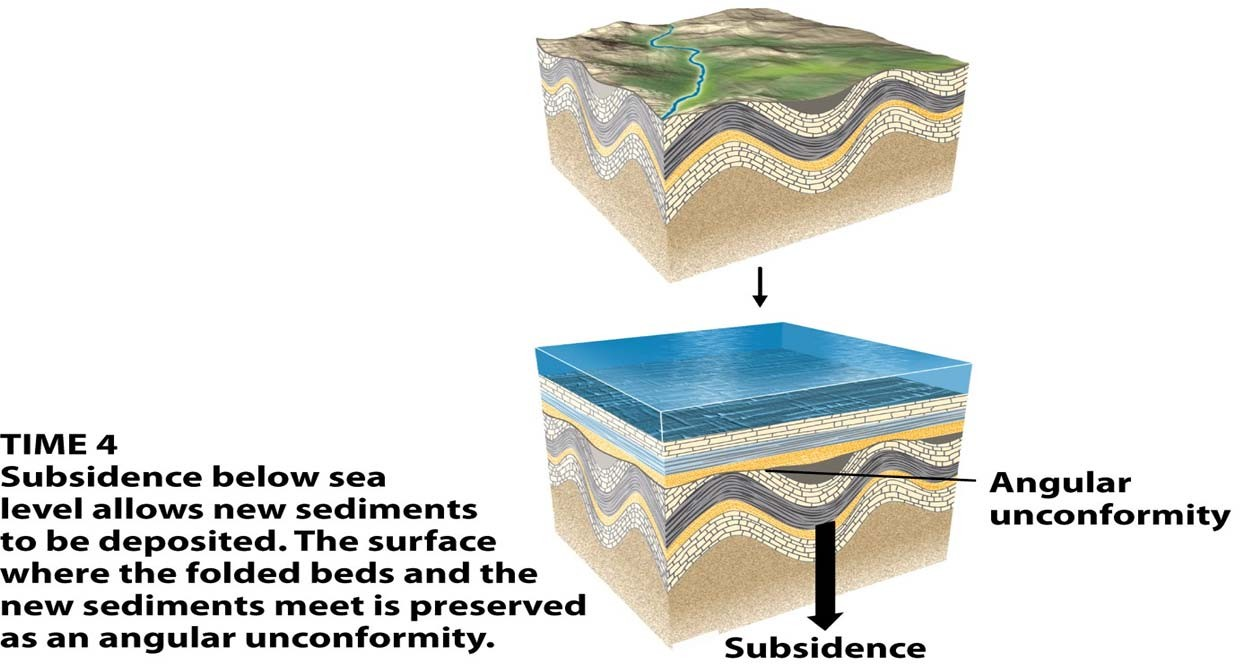 TIME 4
Subsidence below sea
level allows new sediments
to be deposited. The surface
where the folded beds and the
new sediments meet is preserved
as an angular unconformity.
Angular
unconformity
Subsidence